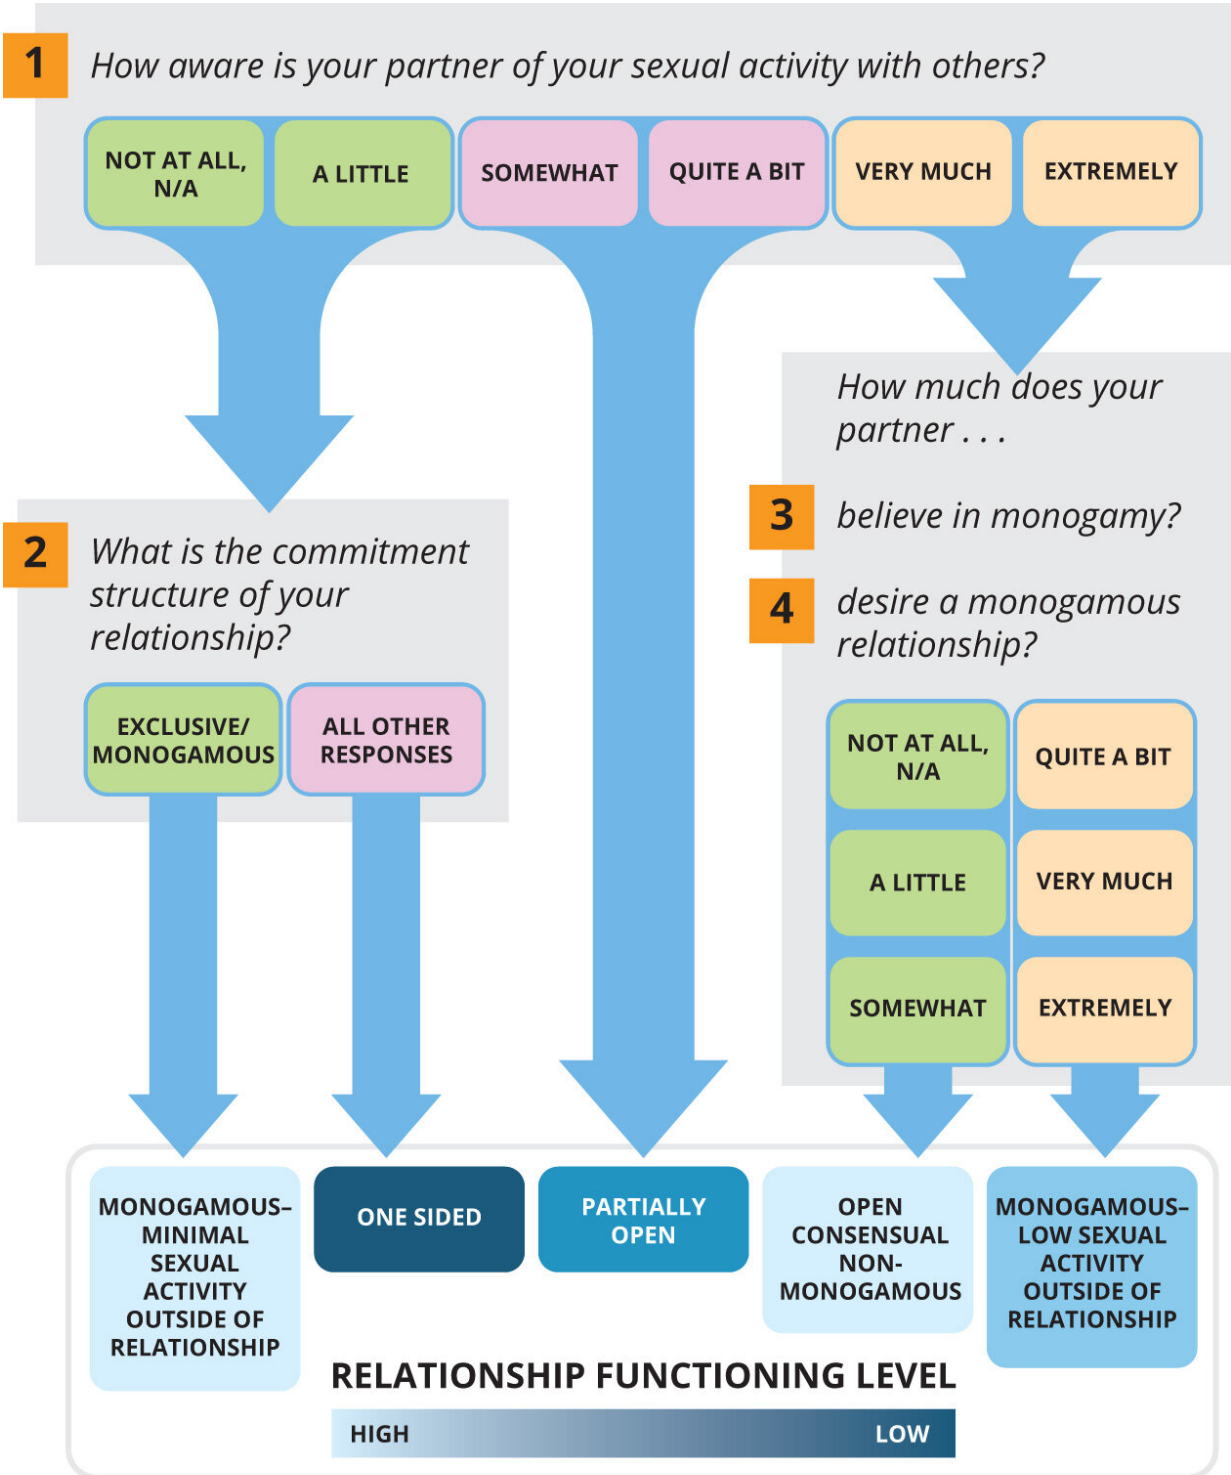 1
How aware is your partner of your sexual activity with others?
NOT AT ALL,
N/A
A LITTLE
SOMEWHAT
QUITE A BIT
VERY MUCH
EXTREMELY
2
What is the commitment
structure of your
relationship?
EXCLUSIVE/
MONOGAMOUS
ALL OTHER
RESPONSES
How much does your
partner . . .
3
believe in monogamy?
4
desire a monogamous
relationship?
NOT AT ALL,
N/A
QUITE A BIT
A LITTLE
VERY MUCH
SOMEWHAT
EXTREMELY
MONOGAMOUS–
MINIMAL
SEXUAL
ACTIVITY
OUTSIDE OF
RELATIONSHIP
ONE SIDED
PARTIALLY
OPEN
OPEN
CONSENSUAL
NON-
MONOGAMOUS
MONOGAMOUS–
LOW SEXUAL
ACTIVITY
OUTSIDE OF
RELATIONSHIP
RELATIONSHIP FUNCTIONING LEVEL
HIGH
LOW